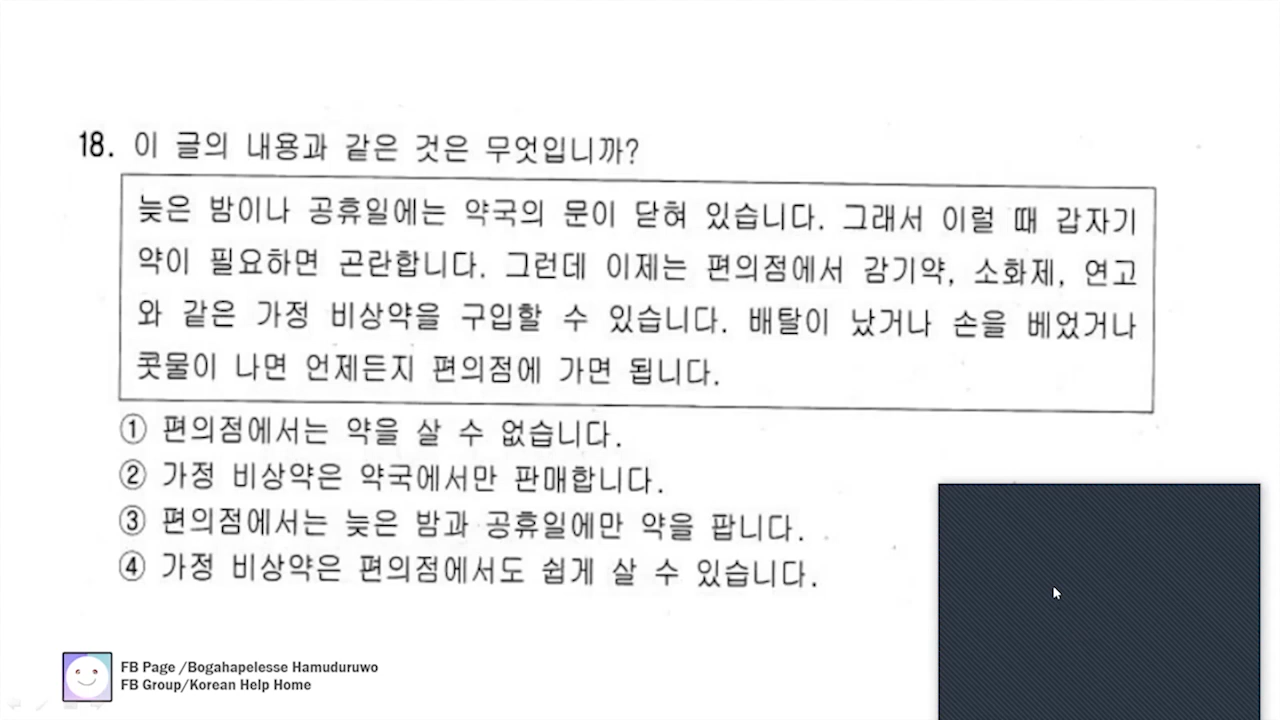 18. 이 글의 내용과 같은 것은 무엇입니까?
늦은 밤이나 공휴일에는 약국의 문이 닫혀 있습니다. 그래서 이럴 때 갑자기
약이 필요하면 곤란합니다. 그런데 이제는 편의점에서 감기약, 소화제, 연고
와 같은 가정 비상약을 구입할 수 있습니다. 배탈이 났거나 손을 베었거나
콧물이 나면 언제든지 편의점에 가면 됩니다.
① 편의점에서는 약을 살 수 없습니다.
② 가정 비상약은 약국에서만 판매합니다.
③ 편의점에서는 늦은 밤과 공휴일에만 약을 팝니다.
④ 가정 비상약은 편의점에서도 쉽게 살 수 있습니다.
FB Page /Bogahapelesse Hamuduruwo
FB Group/Korean Help Home